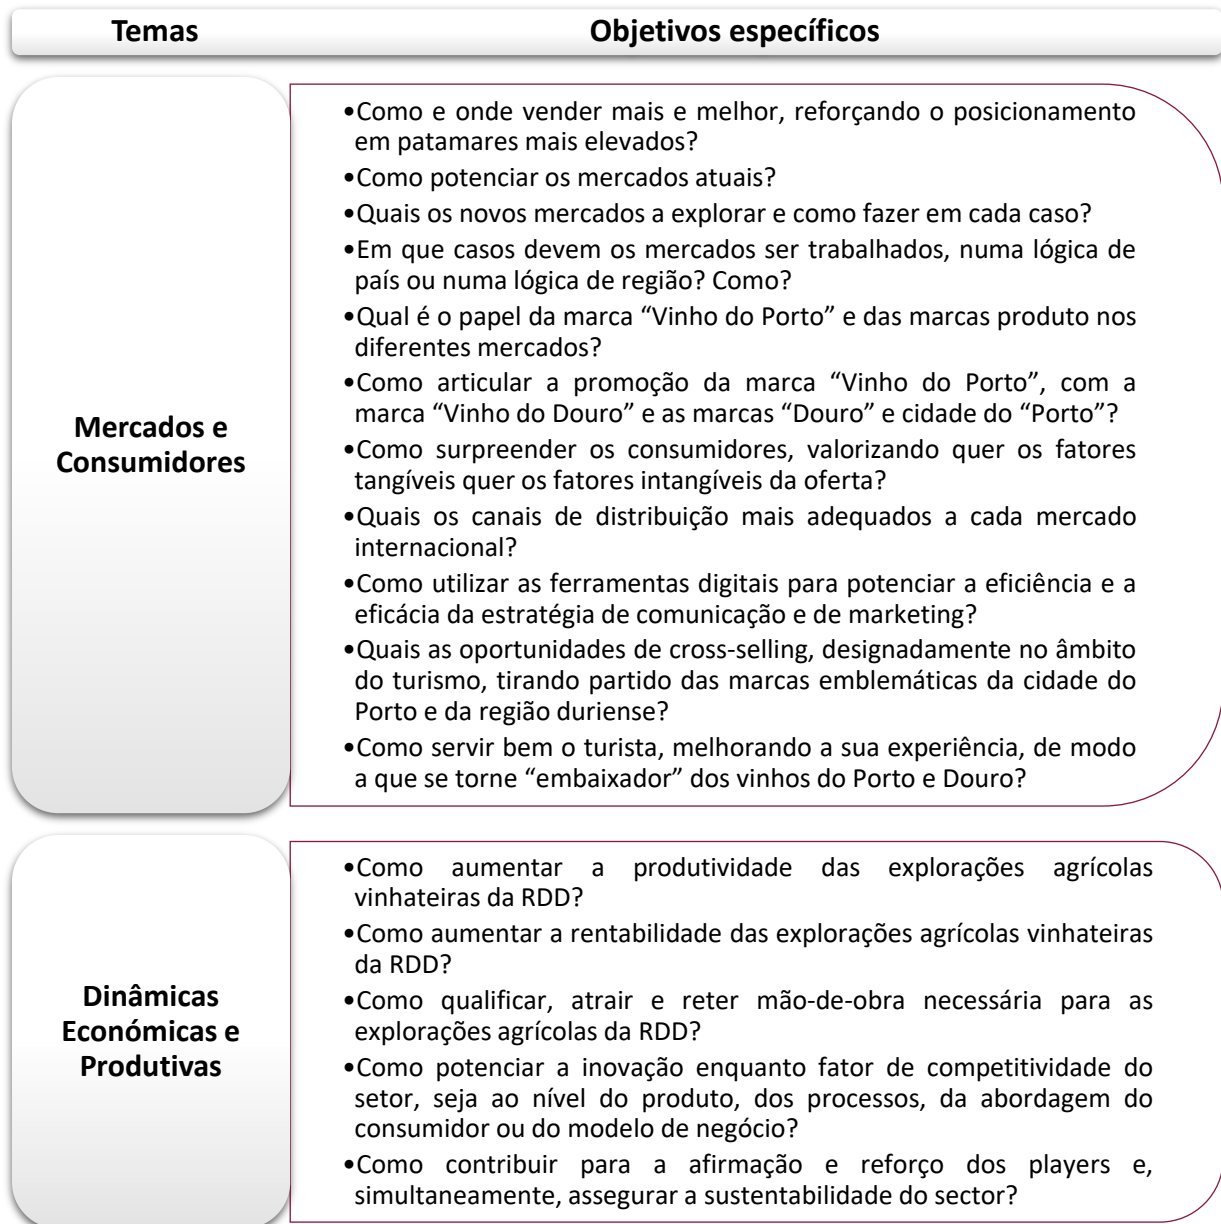 Temas
Objetivos específicos
Mercados e
Consumidores
•Como e onde vender mais e melhor, reforçando o posicionamento
em patamares mais elevados?
•Como potenciar os mercados atuais?
•Quais os novos mercados a explorar e como fazer em cada caso?
•Em que casos devem os mercados ser trabalhados, numa lógica de
país ou numa lógica de região? Como?
•Qual é o papel da marca “Vinho do Porto” e das marcas produto nos
diferentes mercados?
•Como articular a promoção da marca “Vinho do Porto”, com a
marca “Vinho do Douro” e as marcas “Douro” e cidade do “Porto”?
•Como surpreender os consumidores, valorizando quer os fatores
tangíveis quer os fatores intangíveis da oferta?
•Quais os canais de distribuição mais adequados a cada mercado
internacional?
•Como utilizar as ferramentas digitais para potenciar a eficiência e a
eficácia da estratégia de comunicação e de marketing?
•Quais as oportunidades de cross-selling, designadamente no âmbito
do turismo, tirando partido das marcas emblemáticas da cidade do
Porto e da região duriense?
•Como servir bem o turista, melhorando a sua experiência, de modo
a que se torne “embaixador” dos vinhos do Porto e Douro?
Dinâmicas
Económicas e
Produtivas
•Como aumentar a produtividade das explorações agrícolas
vinhateiras da RDD?
•Como aumentar a rentabilidade das explorações agrícolas vinhateiras
da RDD?
•Como qualificar, atrair e reter mão-de-obra necessária para as
explorações agrícolas da RDD?
•Como potenciar a inovação enquanto fator de competitividade do
setor, seja ao nível do produto, dos processos, da abordagem do
consumidor ou do modelo de negócio?
•Como contribuir para a afirmação e reforço dos players e,
simultaneamente, assegurar a sustentabilidade do sector?